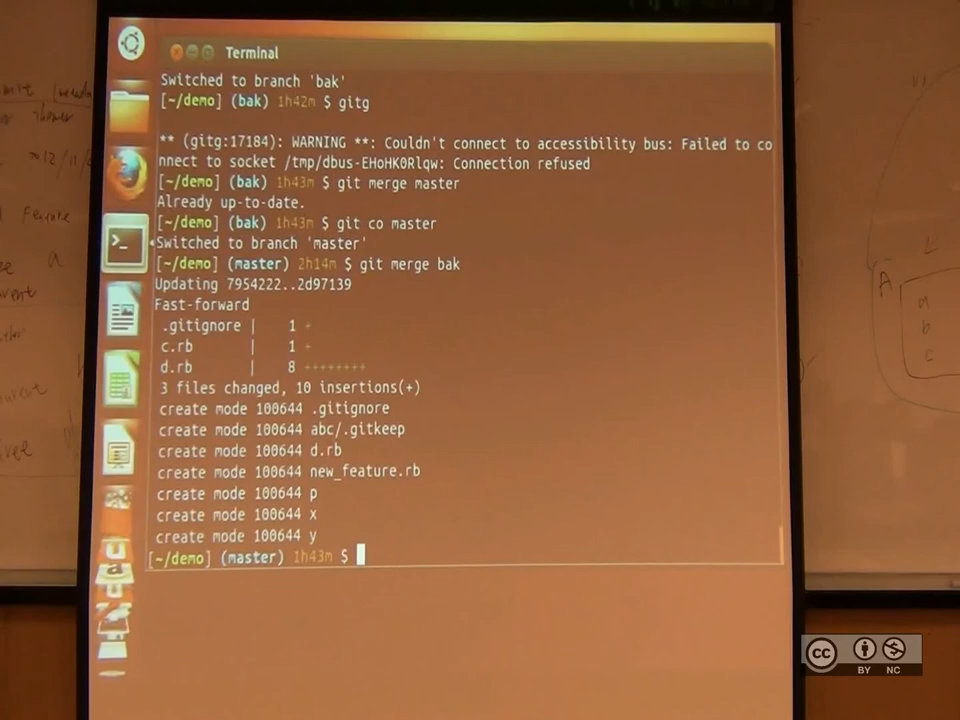 Terminal
Switched to branch 'bak'
[~/demo] (bak) 1h42m $ gitg
** (gitg:17184): WARNING **: Couldn't connect to accessibility bus: Failed to co
nnect to socket /tmp/dbus-EHoHK0Rlqw: Connection refused
[~/demo] (bak) 1h43m $ git merge master
Already up-to-date.
[~/demo] (bak) 1h43m $ git co master
Switched to branch 'master'
[~/demo] (master) 2h14m $ git merge bak
Updating 7954222..2d97139
Fast-forward
.gitignore | 1 +
c.rb | 1 +
d.rb | 8 ++++++++
3 files changed, 10 insertions(+)
create mode 100644 .gitignore
create mode 100644 abc/.gitkeep
create mode 100644 d.rb
create mode 100644 new_feature.rb
create mode 100644 p
create mode 100644 x
create mode 100644 y
[~/demo] (master) 1h43m $
Feature
a
A
a
b
c
cc
BY NC